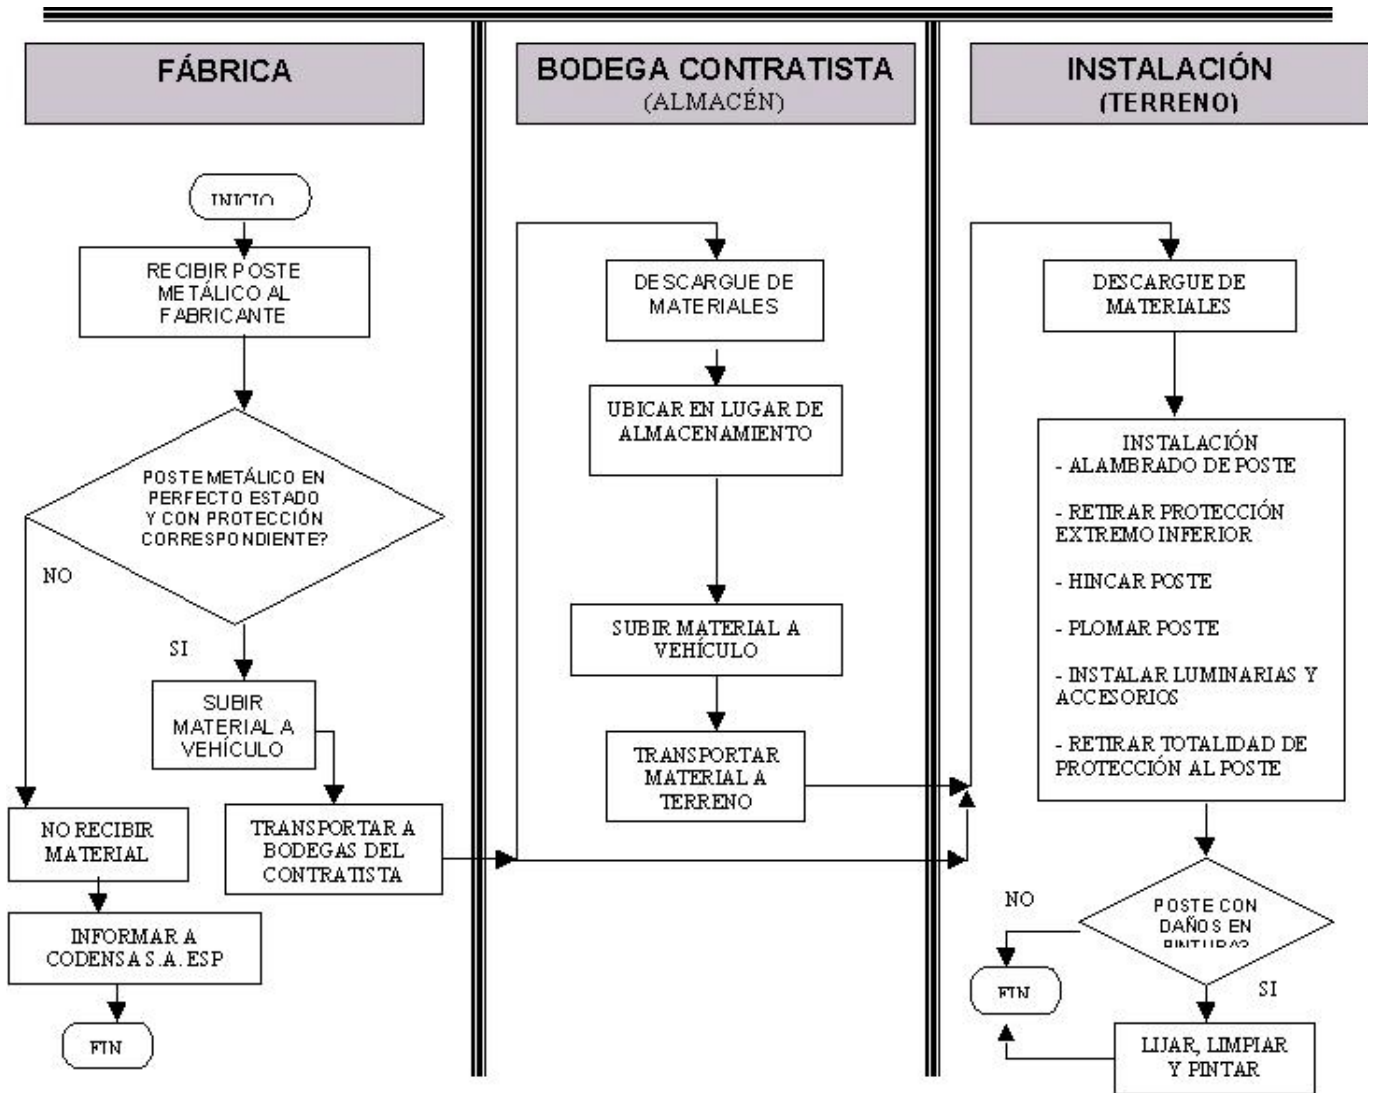 FÁBRICA
INICIO
RECIBIR POSTE
METÁLICO AL
FABRICANTE
POSTE METÁLICO EN
PERFECTO ESTADO
Y CON PROTECCIÓN
CORRESPONDIENTE?
NO
SI
SUBIR
MATERIAL A
VEHÍCULO
NO RECIBIR
MATERIAL
TRANSPORTAR A
BODEGAS DEL
CONTRATISTA
INFORMAR A
CODENSA S.A. ESP
FIN
BODEGA CONTRATISTA
(ALMACÉN)
DESCARGUE DE
MATERIALES
UBICAR EN LUGAR DE
ALMACENAMIENTO
SUBIR MATERIAL A
VEHÍCULO
TRANSPORTAR
MATERIAL A
TERRENO
INSTALACIÓN
(TERRENO)
DESCARGUE DE
MATERIALES
INSTALACIÓN
- ALAMBRADO DE POSTE
- RETIRAR PROTECCIÓN
EXTREMO INFERIOR
- HINCAR POSTE
- PLOMAR POSTE
- INSTALAR LUMINARIAS Y
ACCESORIOS
- RETIRAR TOTALIDAD DE
PROTECCIÓN AL POSTE
POSTE CON
DAÑOS EN
PINTURA?
NO
FIN
SI
LIJAR, LIMPIAR
Y PINTAR